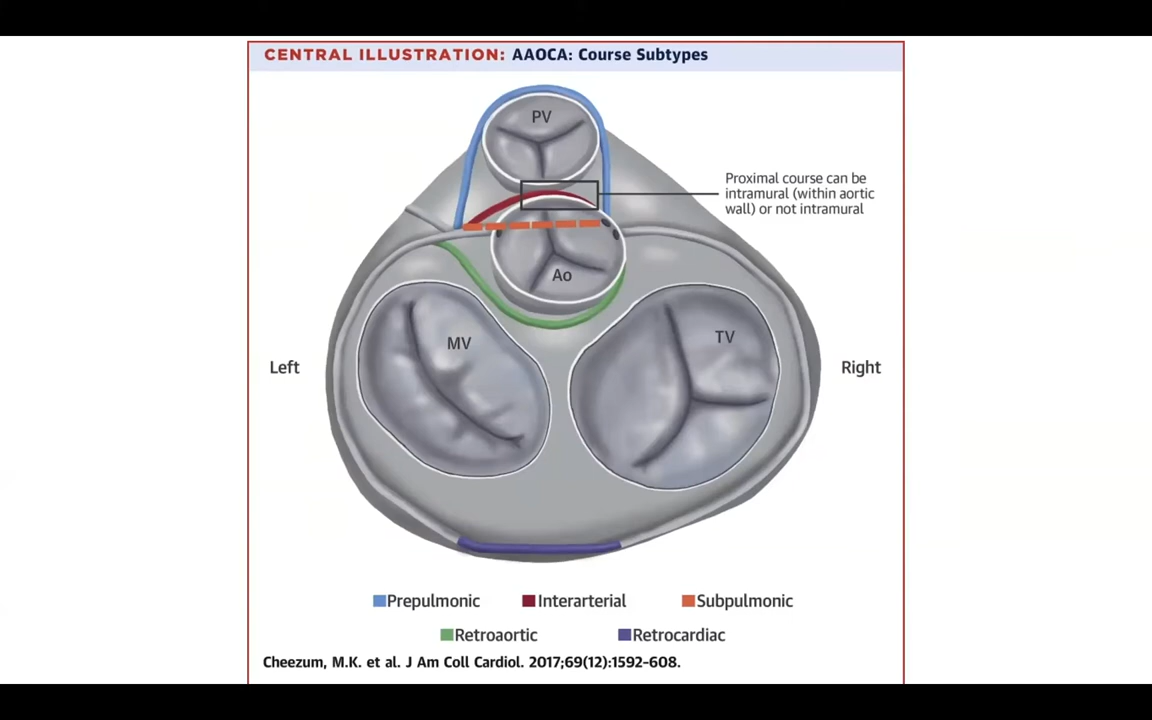 CENTRAL ILLUSTRATION: AAOCA: Course Subtypes
PV
Proximal course can be
intramural (within aortic
wall) or not intramural
Ao
MV
TV
Left
Right
Prepulmonic
Interarterial
Subpulmonic
Retroaortic
Retrocardiac
Cheezum, M.K. et al. J Am Coll Cardiol. 2017;69(12):1592-608.